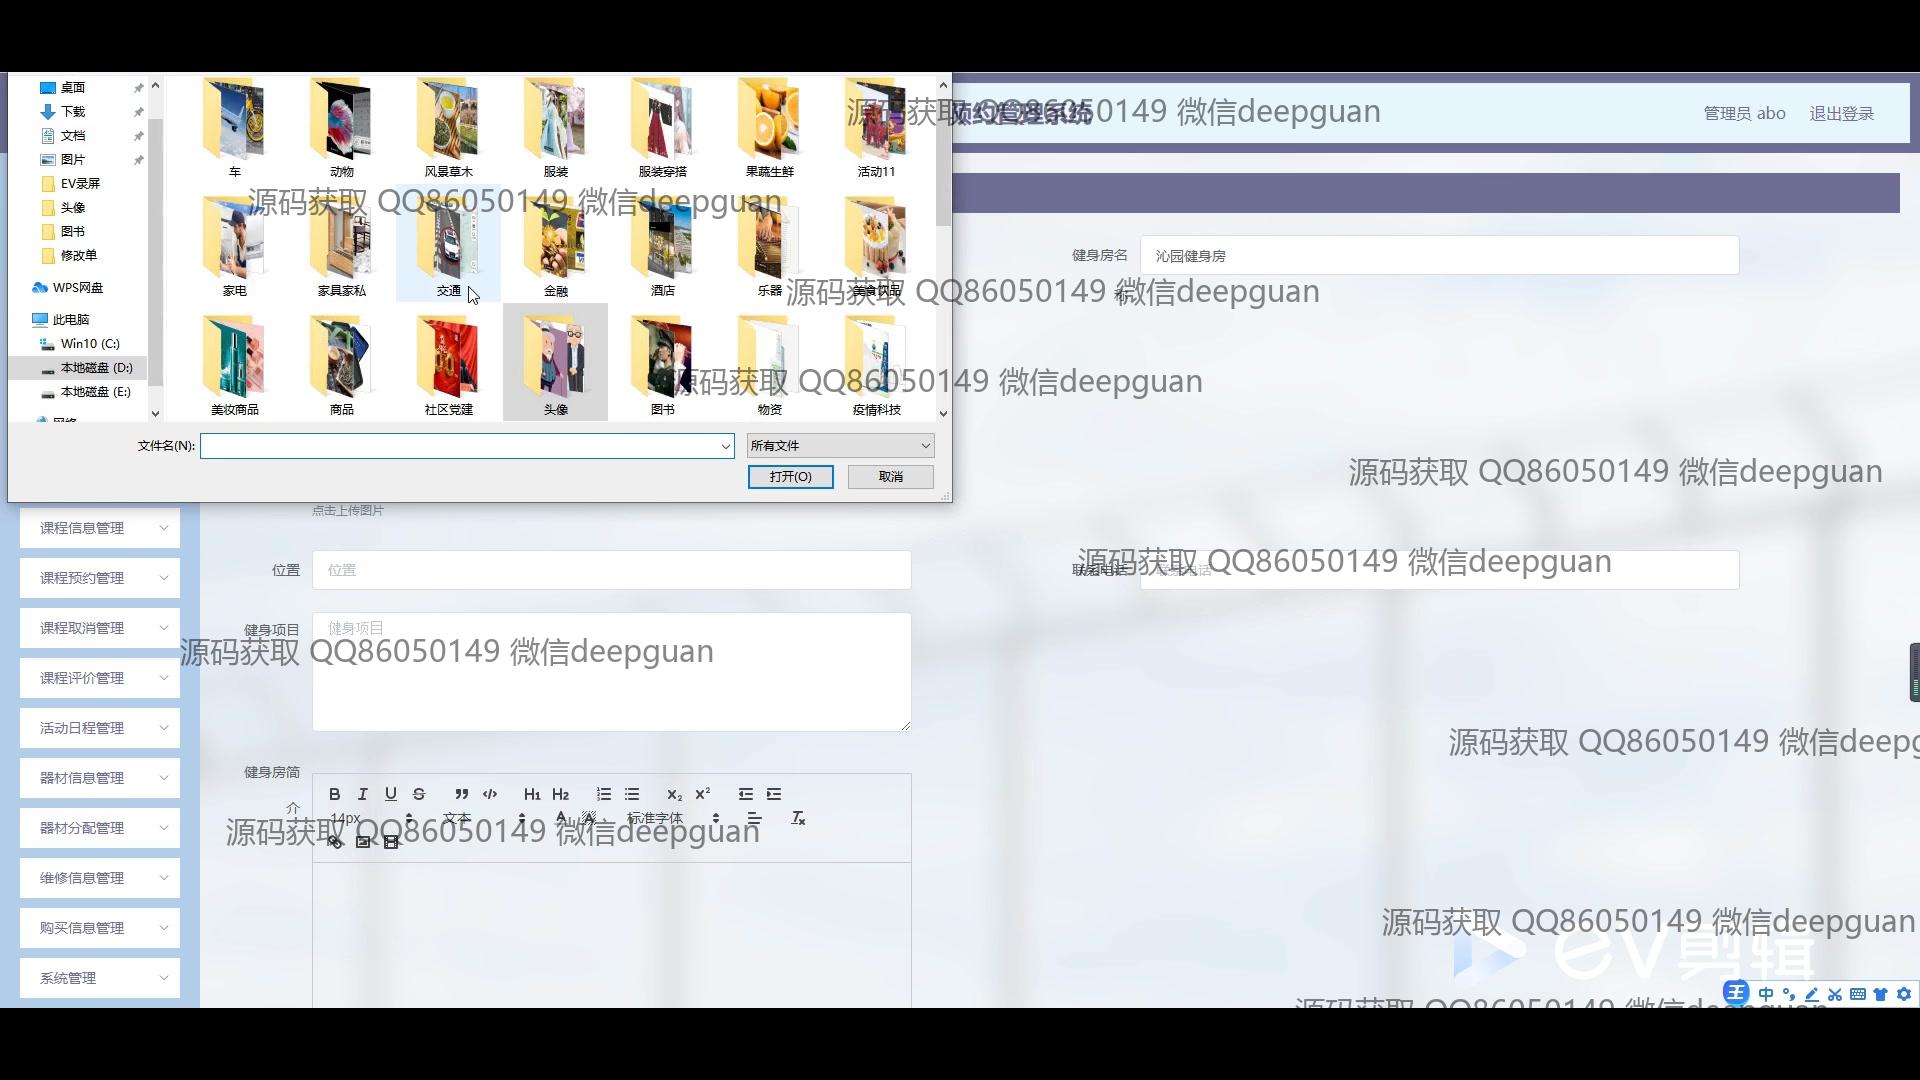 桌面
下载
文档
图片
EV录屏
头像
图书
修改单
WPS网盘
此电脑
Win10 (C:)
本地磁盘 (D:)
本地磁盘 (E:)
网络
车
动物
风景草木
服装
服装穿搭
果蔬生鲜
活动11
家电
家具家私
交通
金融
酒店
乐器
美食饮品
美妆商品
商品
社区党建
头像
图书
物资
疫情科技
文件名(N):
所有文件
打开(O)
取消
预约管理系统
管理员 abo
退出登录
源码获取 QQ86050149 微信deepguan
源码获取 QQ86050149 微信deepguan
健身房名
称
沁园健身房
源码获取 QQ86050149 微信deepguan
源码获取 QQ86050149 微信deepguan
源码获取 QQ86050149 微信deepguan
点击上传图片
课程信息管理
课程预约管理
课程取消管理
课程评价管理
活动日程管理
器材信息管理
器材分配管理
维修信息管理
购买信息管理
系统管理
位置
位置
联系电话
联系电话
源码获取 QQ86050149 微信deepguan
健身项目
健身项目
源码获取 QQ86050149 微信deepguan
源码获取 QQ86050149 微信deepg
健身房简
介
B I U S H1 H2 x2 x2
14px 文本 标准字体
源码获取 QQ86050149 微信deepguan
源码获取 QQ86050149 微信deepguan
ev剪辑
源码获取 QQ86050149 微信deepguan
王 中